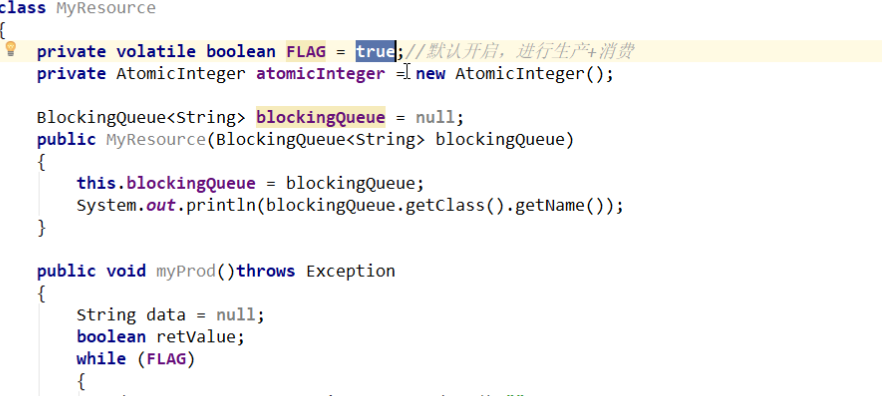 class MyResource
{
private volatile boolean FLAG = true;//默认开启，进行生产+消费
private AtomicInteger atomicInteger = new AtomicInteger();
BlockingQueue<String> blockingQueue = null;
public MyResource(BlockingQueue<String> blockingQueue)
{
this.blockingQueue = blockingQueue;
System.out.println(blockingQueue.getClass().getName());
}
public void myProd()throws Exception
{
String data = null;
boolean retValue;
while (FLAG)
{